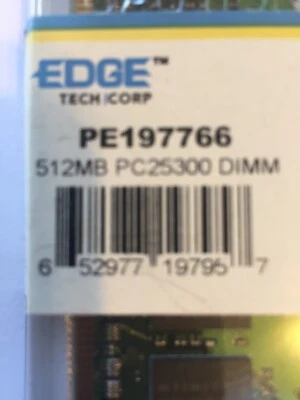 EDGE™
TECH CORP
PE197766
512MB PC25300 DIMM
6 52977 19795 7